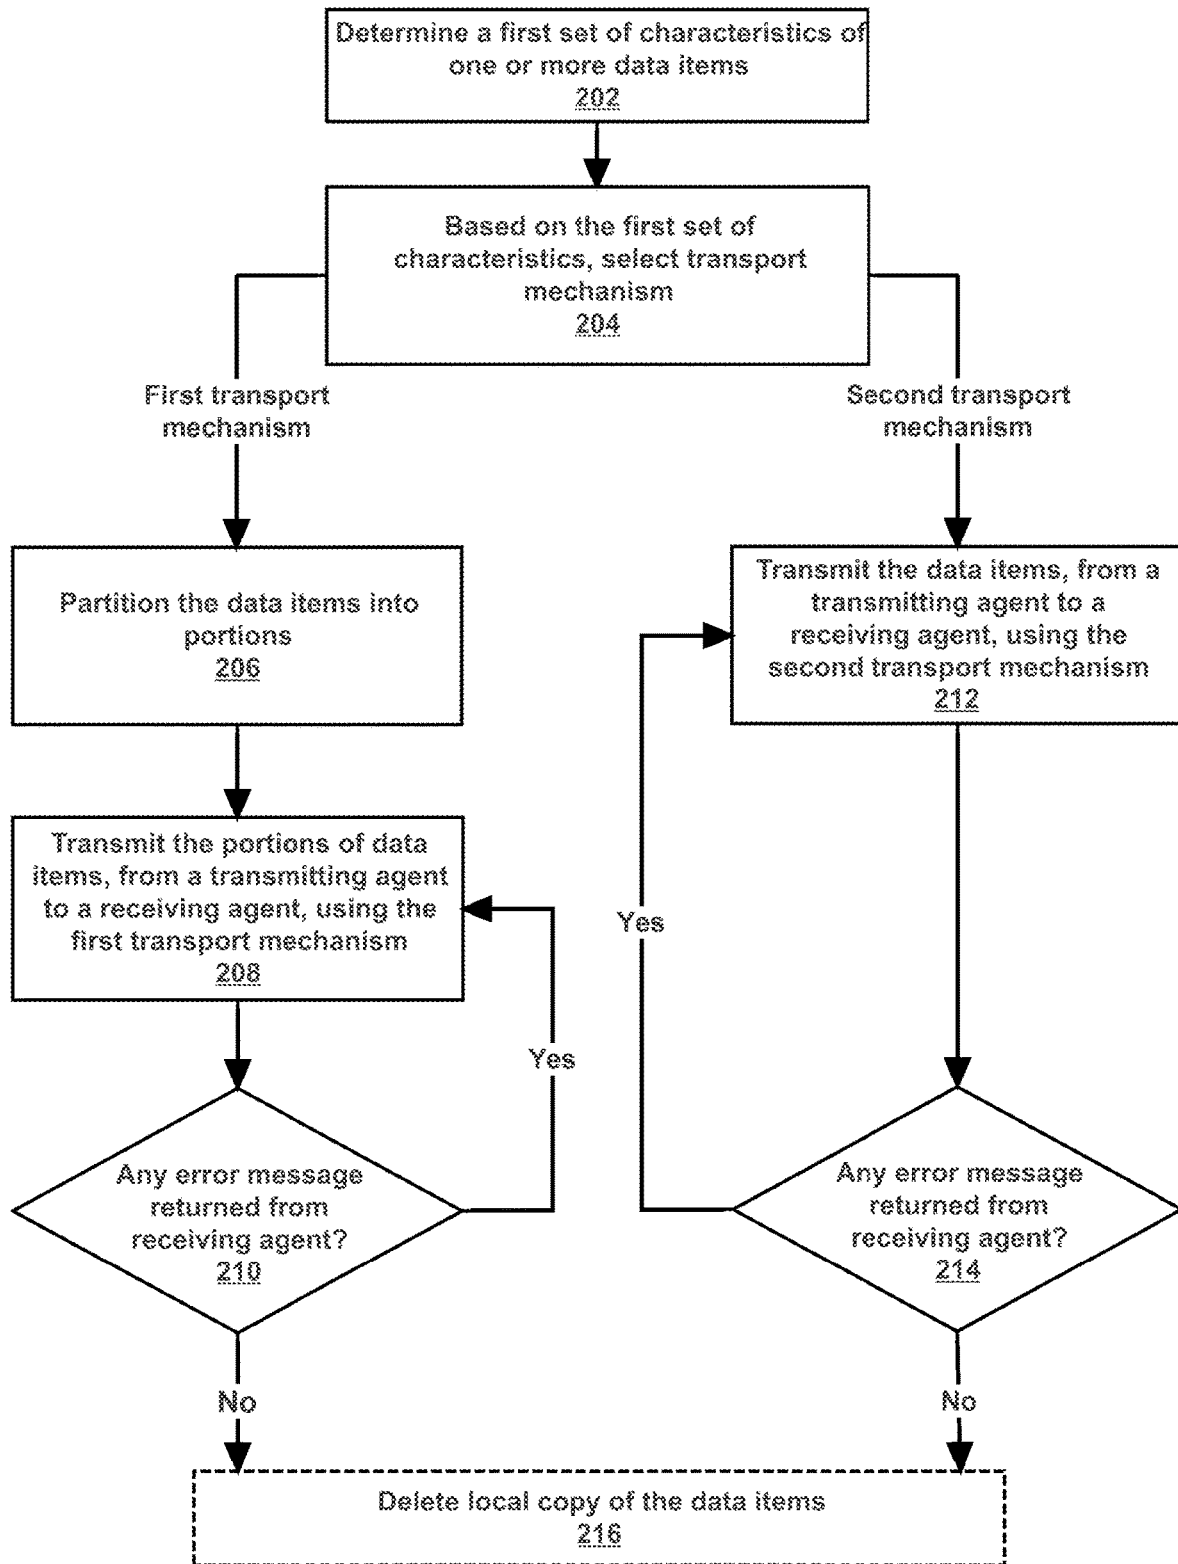 Determine a first set of characteristics of
one or more data items
202
Based on the first set of
characteristics, select transport
mechanism
204
First transport
mechanism
Second transport
mechanism
Partition the data items into
portions
206
Transmit the data items, from a
transmitting agent to a
receiving agent, using the
second transport mechanism
212
Transmit the portions of data
items, from a transmitting agent
to a receiving agent, using the
first transport mechanism
208
Yes
Yes
Any error message
returned from
receiving agent?
210
Any error message
returned from
receiving agent?
214
No
No
Delete local copy of the data items
216